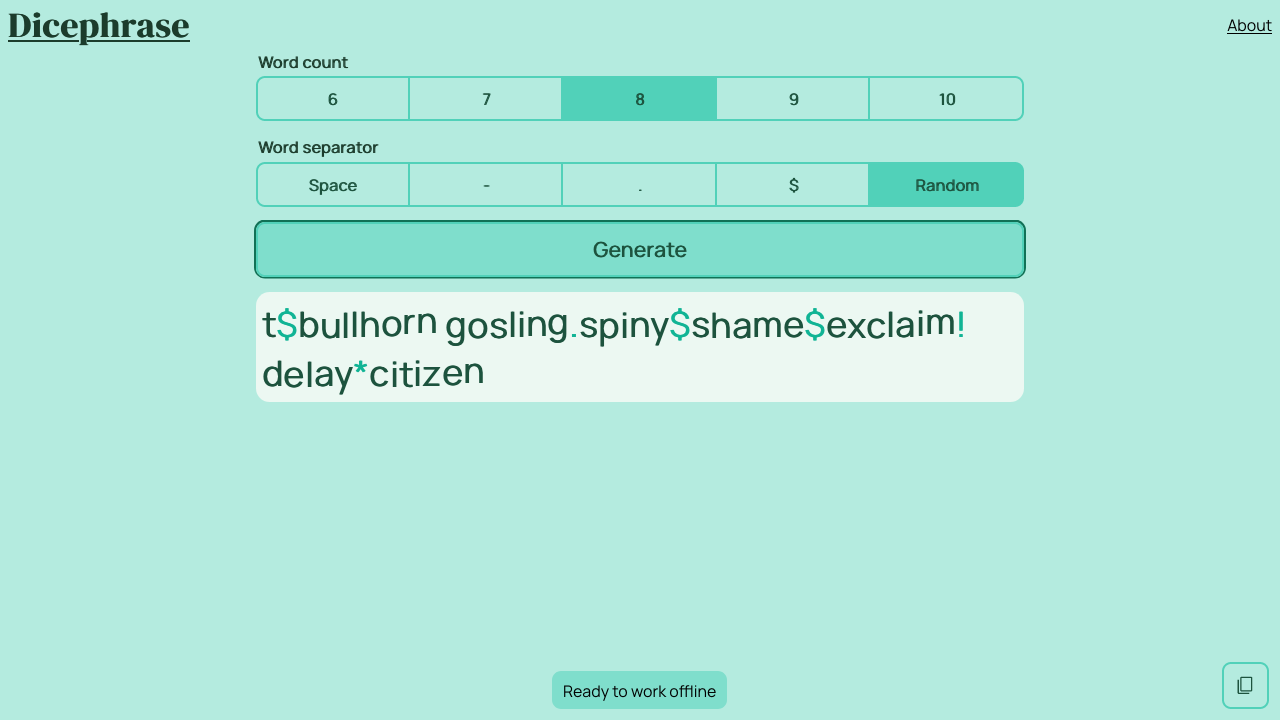 Dicephrase
About
Word count
6 7 8 9 10
Word separator
Space - . $ Random
Generate
t$bullhorn gosling.spiny$shame$exclaim!
delay*citizen
Ready to work offline